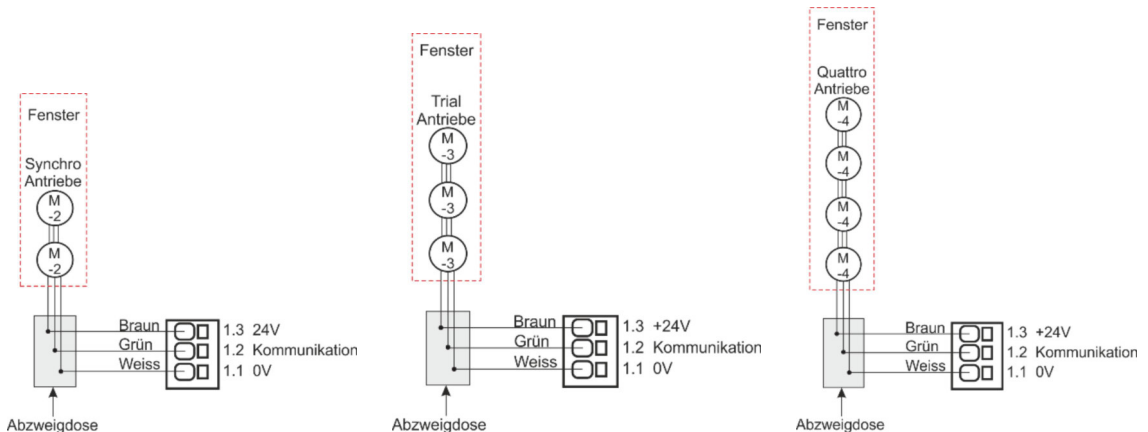 Fenster
Synchro
Antriebe
M
-2
M
-2
Braun
1.3 24V
Grün
1.2 Kommunikation
Weiss
1.1 0V
Abzweigdose
Fenster
Trial
Antriebe
M
-3
M
-3
M
-3
Braun
1.3 +24V
Grün
1.2 Kommunikation
Weiss
1.1 0V
Abzweigdose
Fenster
Quattro
Antriebe
M
-4
M
-4
M
-4
M
-4
Braun
1.3 +24V
Grün
1.2 Kommunikation
Weiss
1.1 0V
Abzweigdose